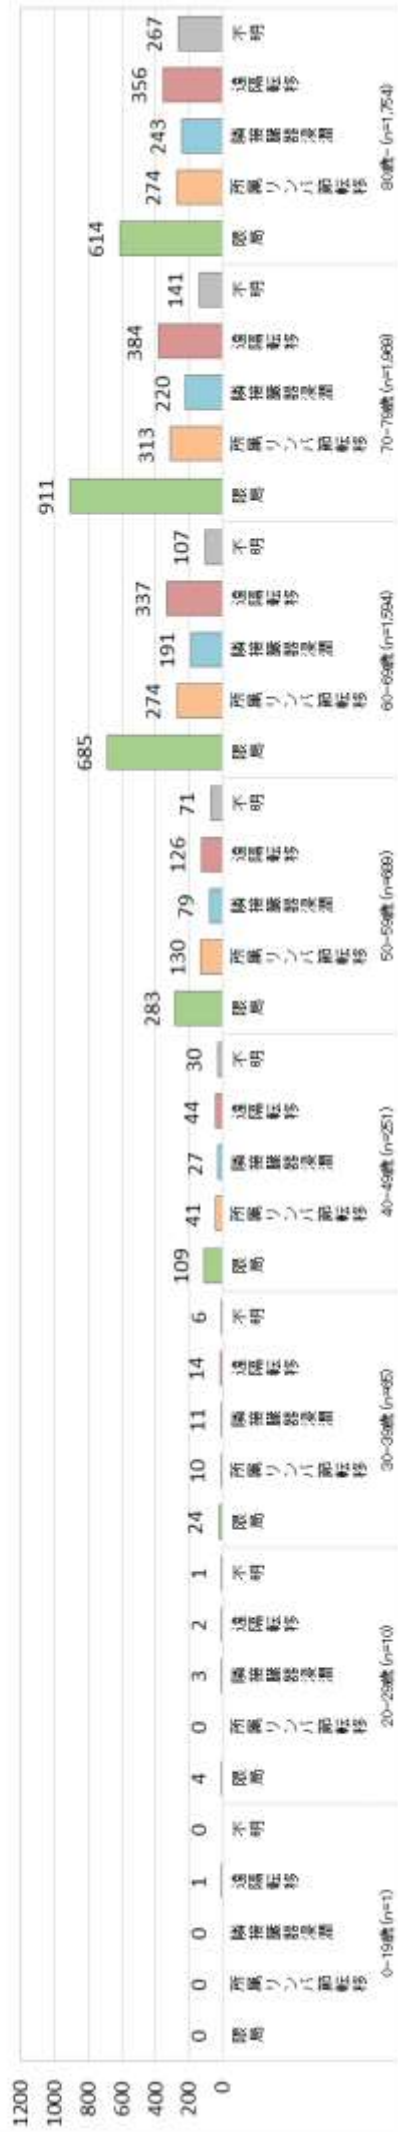 1200
1000
800
600
400
200
0
0 0 0 1 0
限局 所属リンパ節転移 隣接臓器浸潤 遠隔転移 不明
0-19歳(n=1)
4 0 3 2 1
限局 所属リンパ節転移 隣接臓器浸潤 遠隔転移 不明
20-29歳(n=10)
24 10 11 14 6
限局 所属リンパ節転移 隣接臓器浸潤 遠隔転移 不明
30-39歳(n=65)
109 41 27 44 30
限局 所属リンパ節転移 隣接臓器浸潤 遠隔転移 不明
40-49歳(n=251)
283 130 79 126 71
限局 所属リンパ節転移 隣接臓器浸潤 遠隔転移 不明
50-59歳(n=689)
685 274 191 337 107
限局 所属リンパ節転移 隣接臓器浸潤 遠隔転移 不明
60-69歳(n=1,594)
911 313 220 384 141
限局 所属リンパ節転移 隣接臓器浸潤 遠隔転移 不明
70-79歳(n=1,969)
614 274 243 356 267
限局 所属リンパ節転移 隣接臓器浸潤 遠隔転移 不明
80歳-(n=1,754)